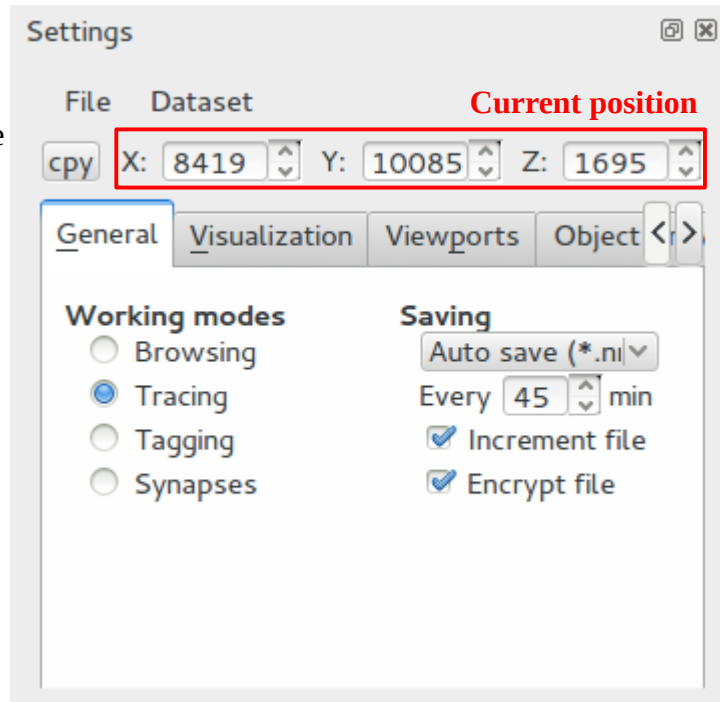 Settings
File Dataset Current position
e
cpy X: 8419 Y: 10085 Z: 1695
General Visualization Viewports Object
Working modes Saving
Browsing Auto save (*.n
Tracing Every 45 min
Tagging Increment file
Synapses Encrypt file